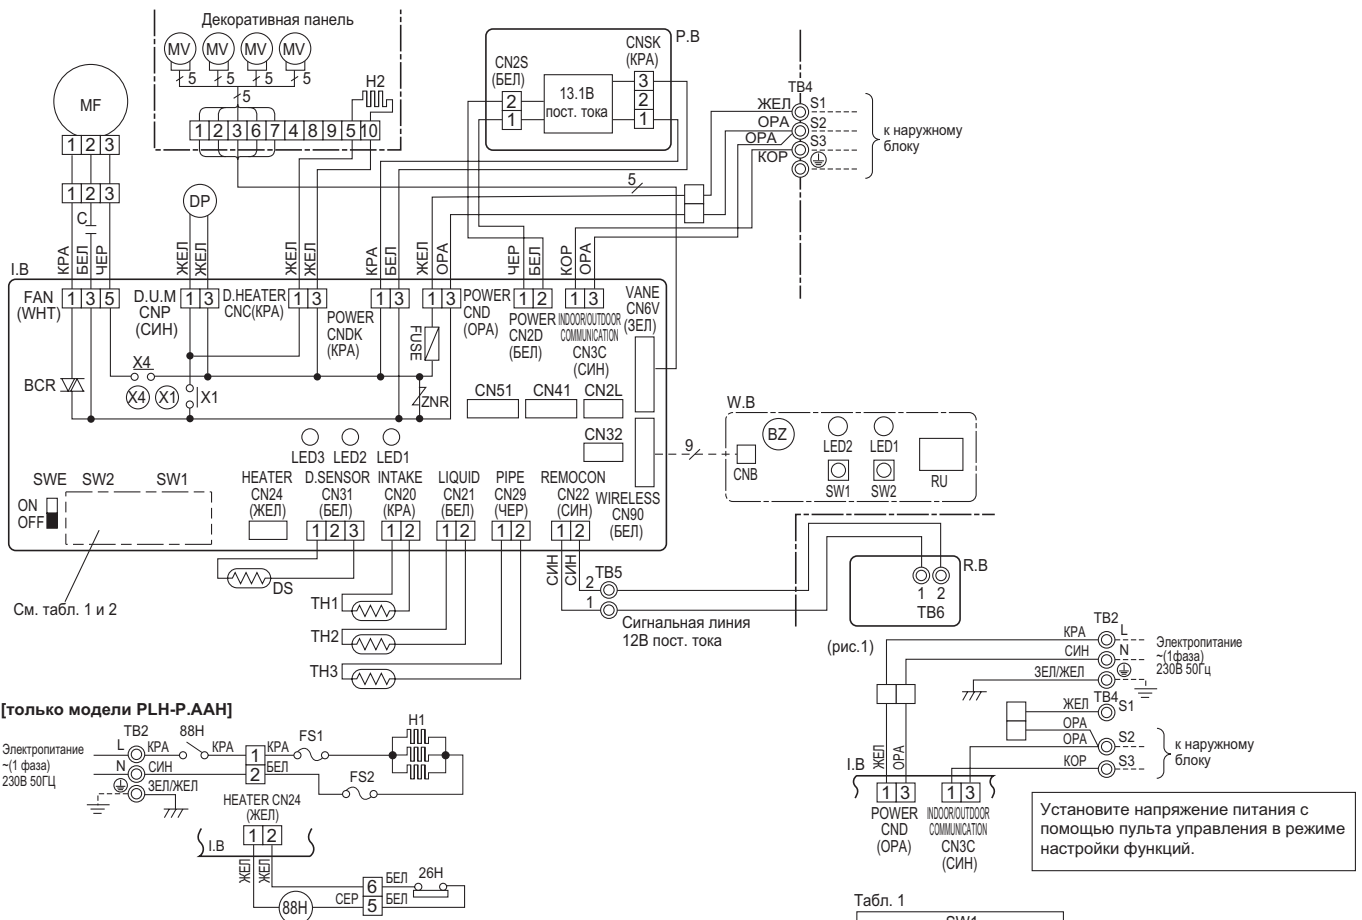 Декоративная панель
MV MV MV MV
5 5 5 5
5
H2
1 2 3 6 7 4 8 9 5 10
MF
1 2 3
1 2 3
C
DP
P.B
CN2S
(БЕЛ)
2
1
13.1В
пост. тока
CNSK
(КРА)
3
2
1
TB4
ЖЕЛ S1
ОРА S2
ОРА S3
КОР
к наружному
блоку
5
I.B
КРА БЕЛ ЧЕР ЖЕЛ ЖЕЛ ЖЕЛ ЖЕЛ КРА БЕЛ ЖЕЛ ОРА ЧЕР БЕЛ КОР ОРА
FAN
(WHT)
1 3 5
D.U.M
CNP
(СИН)
1 3
D.HEATER
CNC(КРА)
1 3
POWER
CNDK
(КРА)
1 3
1 3
POWER
CND
(ОРА)
1 2
POWER
CN2D
(БЕЛ)
1 3
INDOOR/OUTDOOR
COMMUNICATION
CN3C
(СИН)
VANE
CN6V
(ЗЕЛ)
FUSE
BCR
X4
X4 X1 X1
ZNR
CN51 CN41 CN2L
CN32
LED3 LED2 LED1
SWE SW2 SW1
ON
OFF
HEATER
CN24
(ЖЕЛ)
D.SENSOR
CN31
(БЕЛ)
1 2 3
INTAKE
CN20
(КРА)
1 2
LIQUID
CN21
(БЕЛ)
1 2
PIPE
CN29
(ЧЕР)
1 2
REMOCON
CN22
(СИН)
1 2
WIRELESS
CN90
(БЕЛ)
9
W.B
CNB
BZ
LED2 LED1
SW1 SW2
RU
См. табл. 1 и 2
DS
TH1
TH2
TH3
СИН СИН
2 TB5
1
Сигнальная линия
12В пост. тока
R.B
1 2
TB6
(рис.1)
TB2
КРА L
СИН N
ЗЕЛ/ЖЕЛ
Электропитание
~(1фаза)
230В 50Гц
TB4
ЖЕЛ S1
ОРА
ОРА S2
КОР S3
к наружному
блоку
ЖЕЛ ОРА
I.B
1 3
POWER
CND
(ОРА)
1 3
INDOOR/OUTDOOR
COMMUNICATION
CN3C
(СИН)
Установите напряжение питания с
помощью пульта управления в режиме
настройки функций.
[только модели PLH-P.AAH]
Электропитание
~(1 фаза)
230В 50ГЦ
TB2 88H
L КРА КРА 1 КРА FS1 H1
N СИН 2 БЕЛ FS2
ЗЕЛ/ЖЕЛ
HEATER CN24
(ЖЕЛ)
1 2
I.B
ЖЕЛ ЖЕЛ
88H
СЕР
6 БЕЛ 26H
5 БЕЛ
Табл. 1
SW1